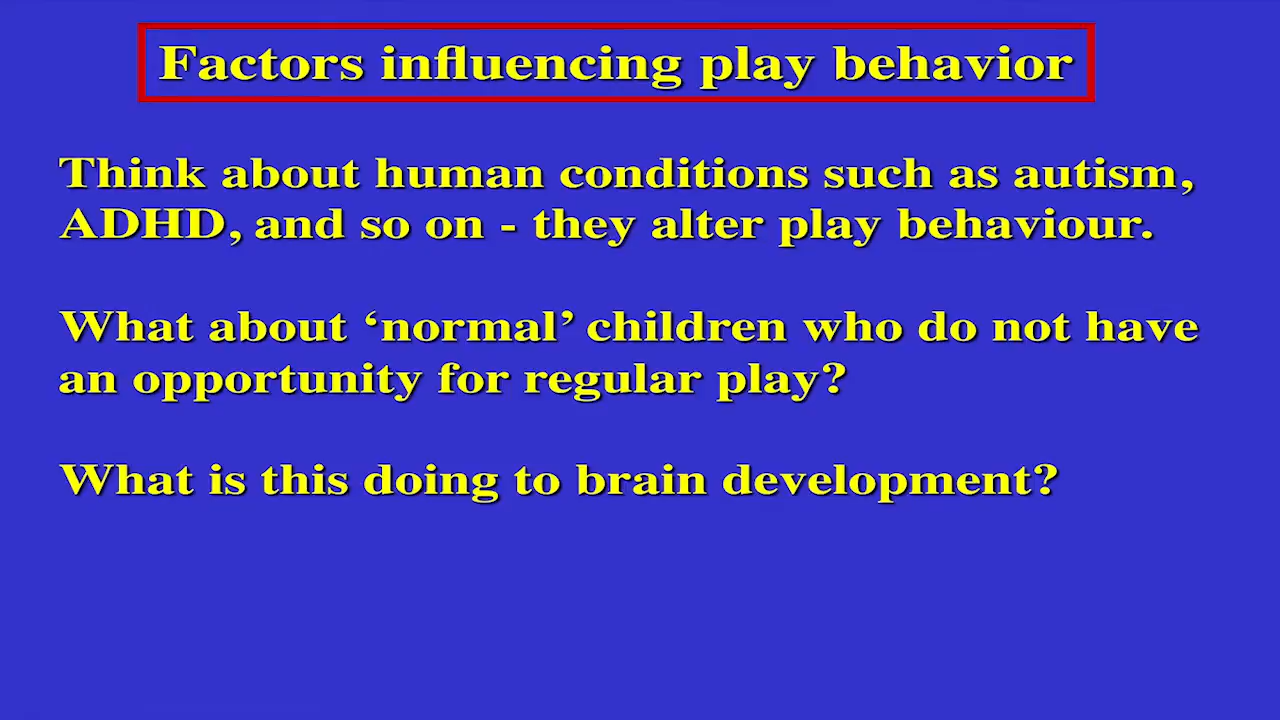 Factors influencing play behavior
Think about human conditions such as autism,
ADHD, and so on - they alter play behaviour.
What about ‘normal’ children who do not have
an opportunity for regular play?
What is this doing to brain development?